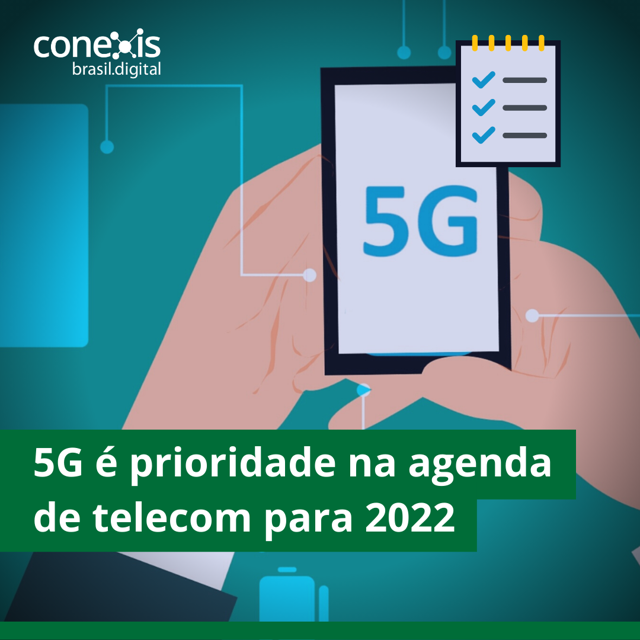 conexis
brasil.digital
5G
5G é prioridade na agenda
de telecom para 2022